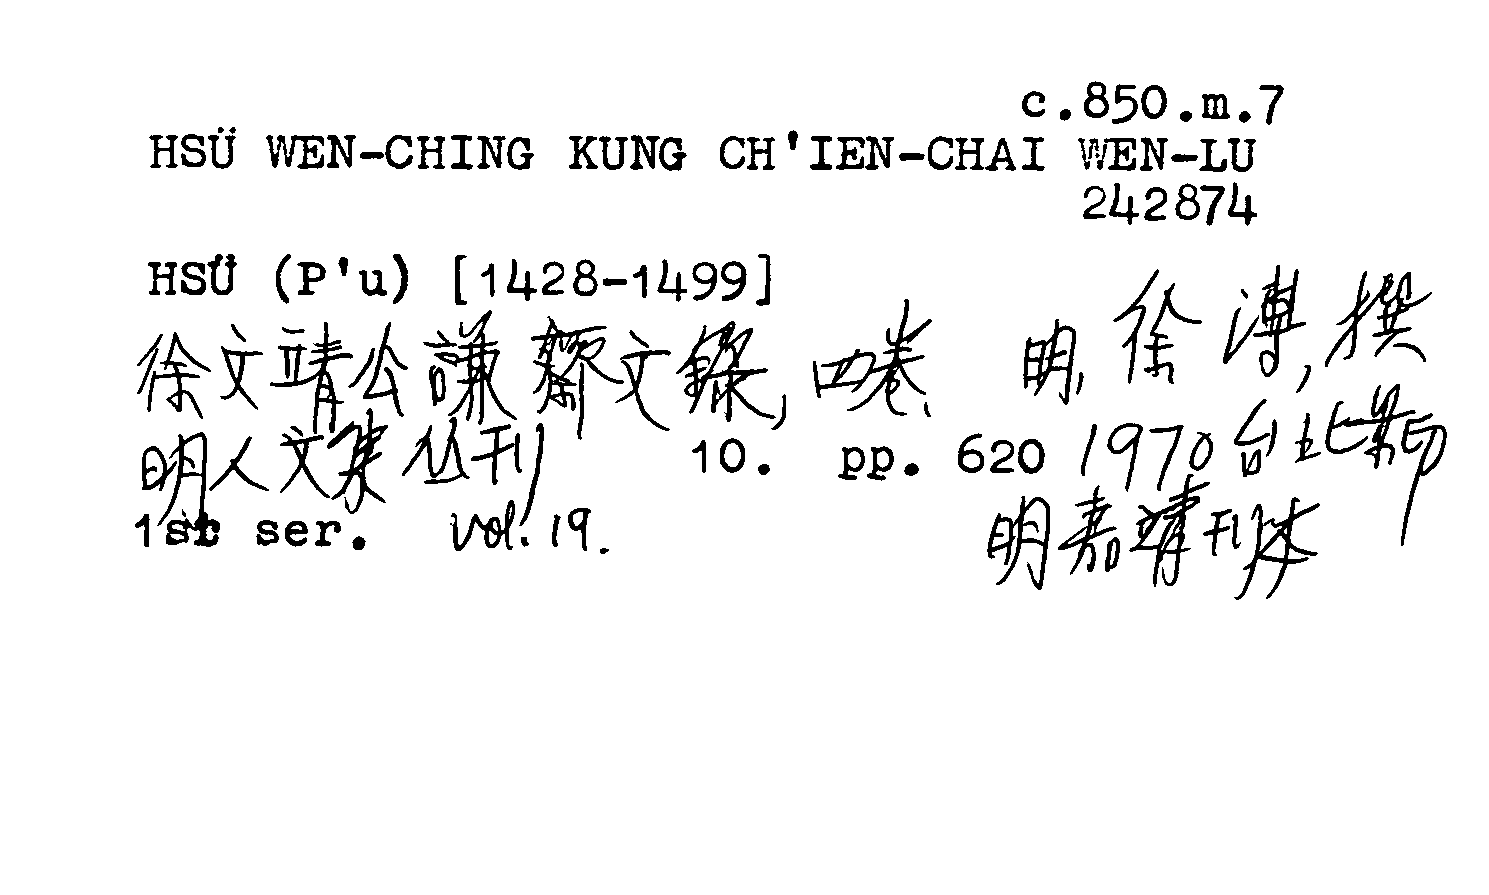 c.850.m.7
HSÜ WEN-CHING KUNG CH'IEN-CHAI WEN-LU
242874
HSÜ (P'u) [1428-1499]
徐文靖公謙齋文錄, 四卷. 明, 徐溥, 撰
明人文集丛刊 10. pp. 620 1970 台北景印
1st ser. vol. 19. 明嘉靖刊本